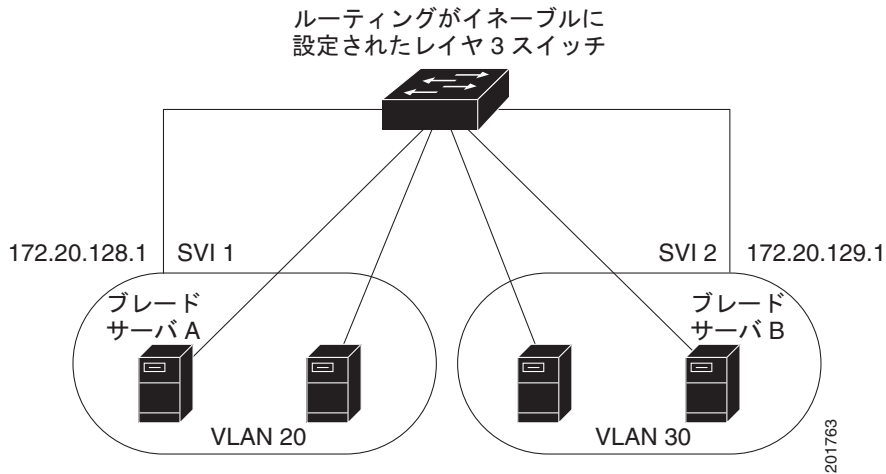 ルーティングがイネーブルに
設定されたレイヤ 3 スイッチ
172.20.128.1 SVI 1
SVI 2 172.20.129.1
ブレード
サーバ A
ブレード
サーバ B
VLAN 20
VLAN 30
201763